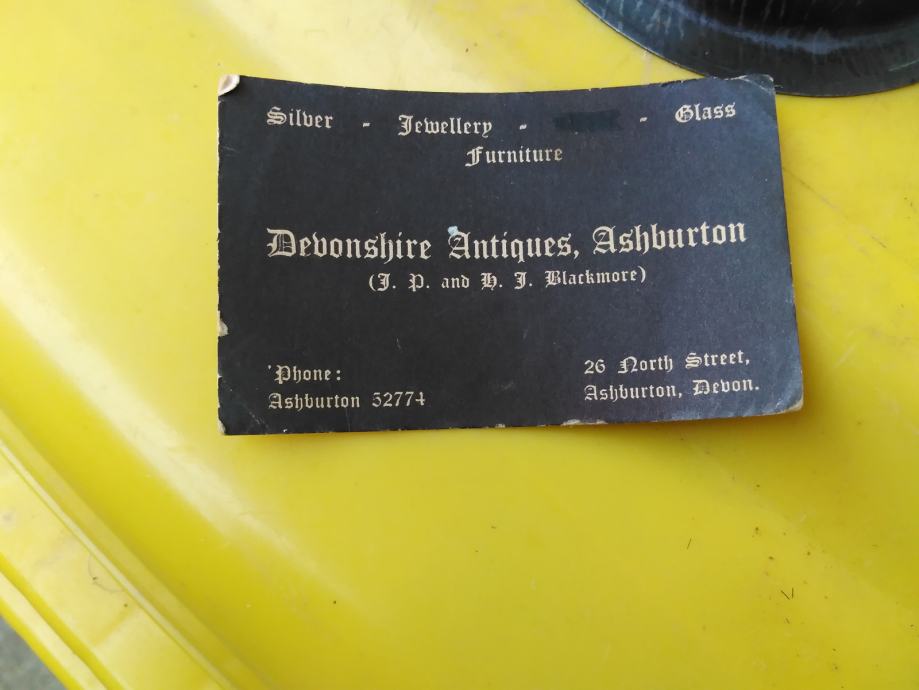 Silver - Jewellery - - Glass
Furniture
Devonshire Antiques, Ashburton
(J. P. and H. J. Blackmore)
'Phone:
Ashburton 52774
26 North Street,
Ashburton, Devon.